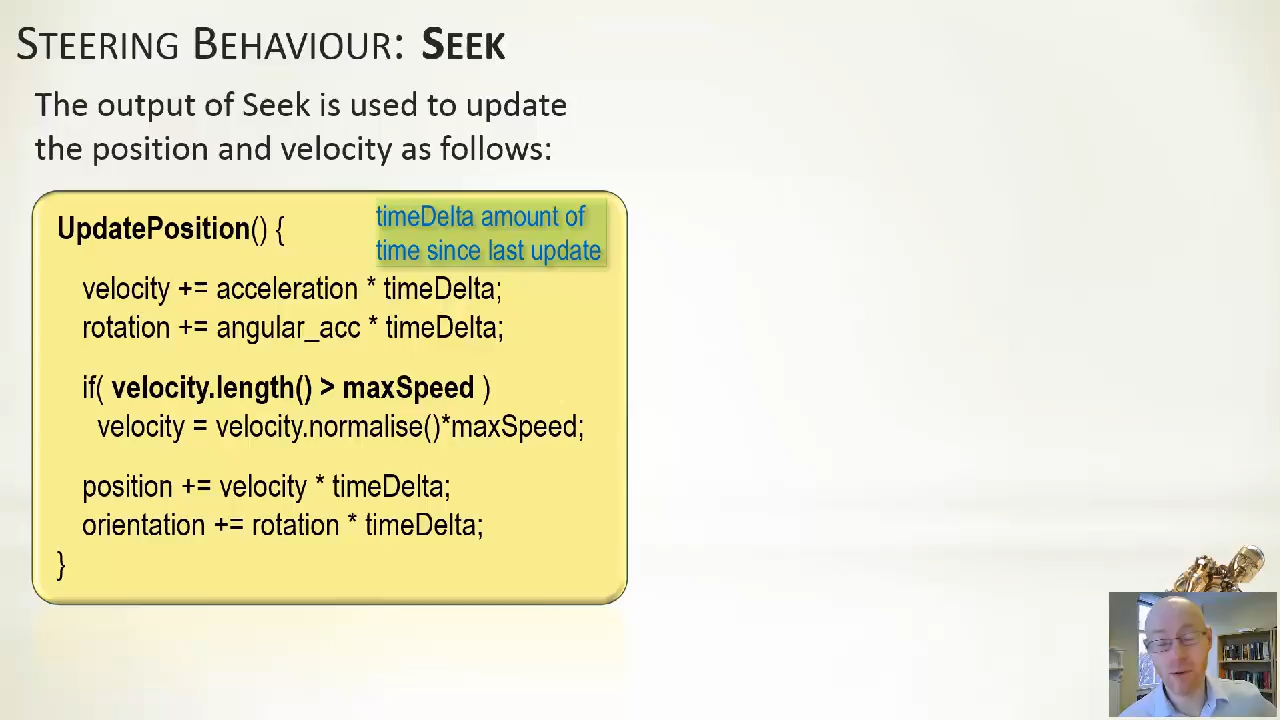 STEERING BEHAVIOUR: SEEK
The output of Seek is used to update
the position and velocity as follows:
UpdatePosition() {
timeDelta amount of
time since last update
velocity += acceleration * timeDelta;
rotation += angular_acc * timeDelta;
if( velocity.length() > maxSpeed )
velocity = velocity.normalise()*maxSpeed;
position += velocity * timeDelta;
orientation += rotation * timeDelta;
}